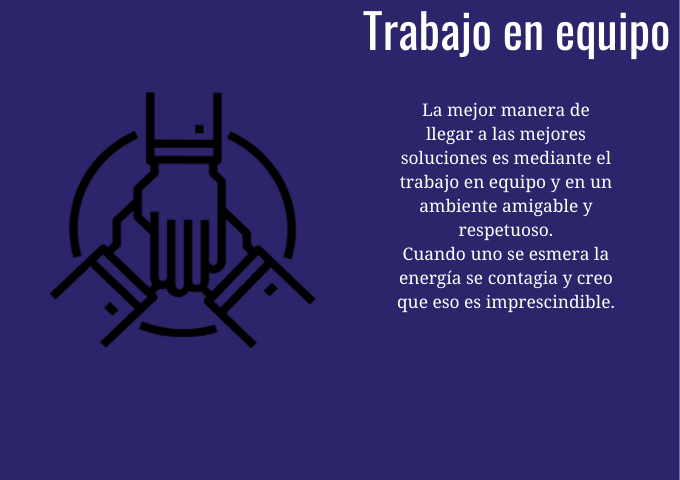 Trabajo en equipo
La mejor manera de
llegar a las mejores
soluciones es mediante el
trabajo en equipo y en un
ambiente amigable y
respetuoso.
Cuando uno se esmera la
energía se contagia y creo
que eso es imprescindible.